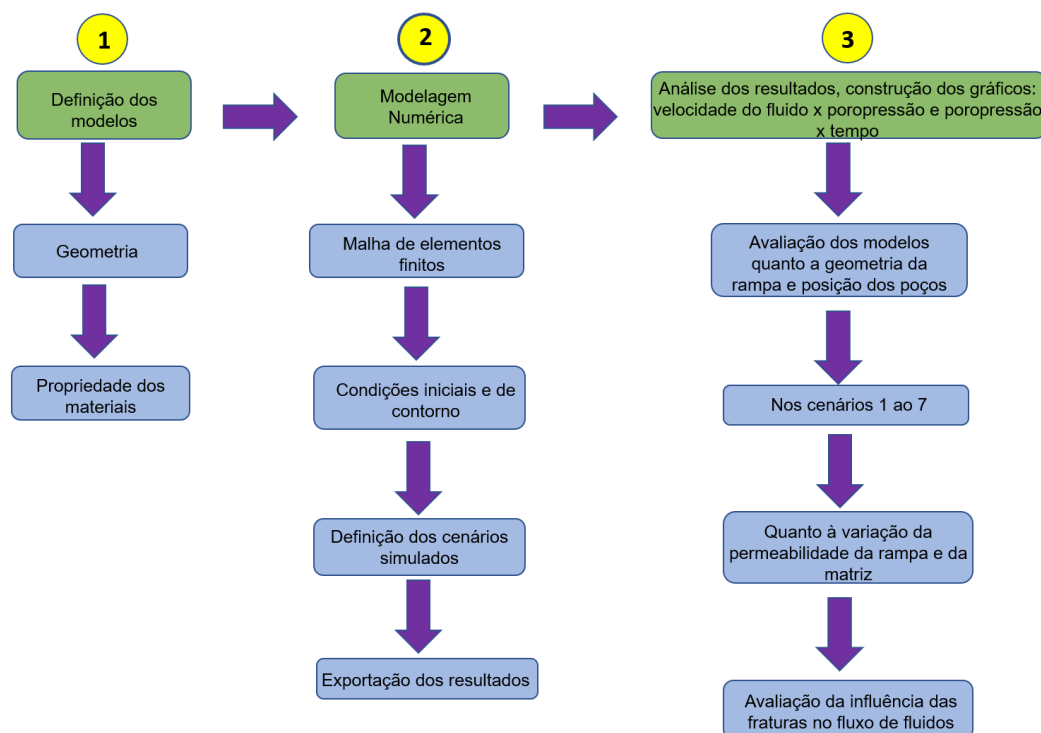 1
Definição dos
modelos
Geometria
Propriedade dos
materiais
2
Modelagem
Numérica
Malha de elementos
finitos
Condições iniciais e de
contorno
Definição dos cenários
simulados
Exportação dos resultados
3
Análise dos resultados, construção dos gráficos:
velocidade do fluido x poropressão e poropressão
x tempo
Avaliação dos modelos
quanto a geometria da
rampa e posição dos poços
Nos cenários 1 ao 7
Quanto à variação da
permeabilidade da rampa e da
matriz
Avaliação da influência das
fraturas no fluxo de fluidos